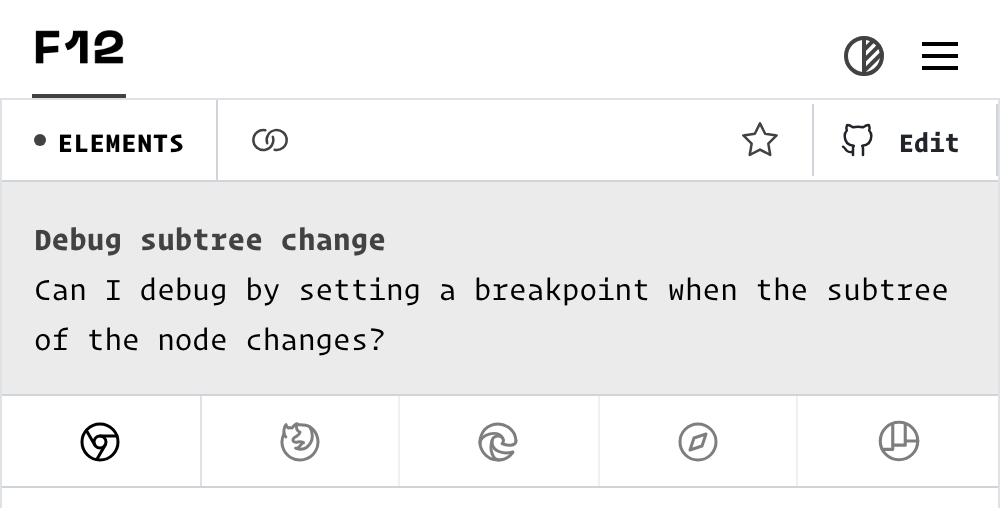 F12
ELEMENTS
Edit
Debug subtree change
Can I debug by setting a breakpoint when the subtree
of the node changes?